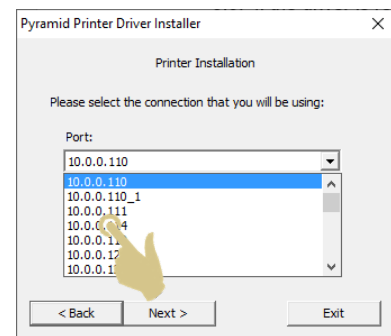 Pyramid Printer Driver Installer
Printer Installation
Please select the connection that you will be using:
Port:
10.0.0.110
10.0.0.110
10.0.0.110_1
10.0.0.111
< Back
Next >
Exit